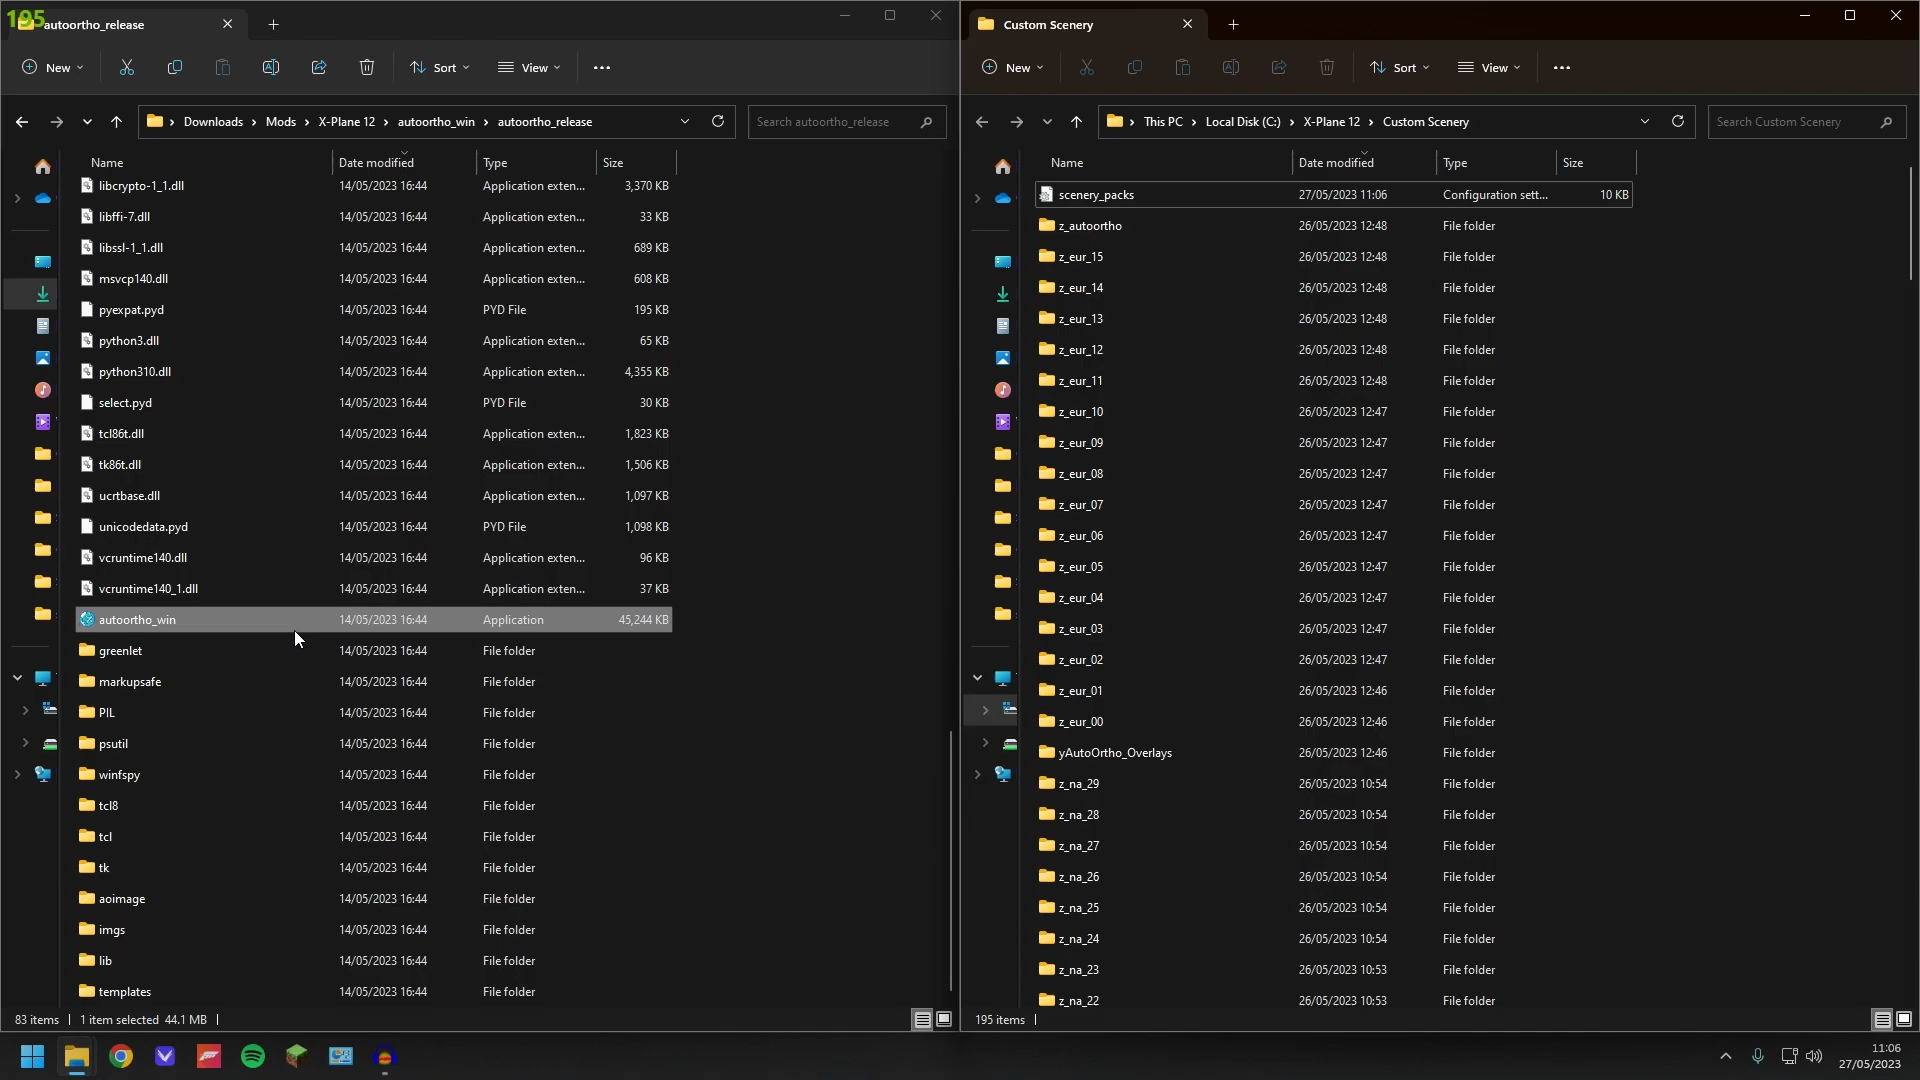 195
autoortho_release
New
Sort
View
Downloads > Mods > X-Plane 12 > autoortho_win > autoortho_release
Search autoortho_release
Name Date modified Type Size
libcrypto-1_1.dll 14/05/2023 16:44 Application exten... 3,370 KB
libffi-7.dll 14/05/2023 16:44 Application exten... 33 KB
libssl-1_1.dll 14/05/2023 16:44 Application exten... 689 KB
msvcp140.dll 14/05/2023 16:44 Application exten... 608 KB
pyexpat.pyd 14/05/2023 16:44 PYD File 195 KB
python3.dll 14/05/2023 16:44 Application exten... 65 KB
python310.dll 14/05/2023 16:44 Application exten... 4,355 KB
select.pyd 14/05/2023 16:44 PYD File 30 KB
tcl86t.dll 14/05/2023 16:44 Application exten... 1,823 KB
tk86t.dll 14/05/2023 16:44 Application exten... 1,506 KB
ucrtbase.dll 14/05/2023 16:44 Application exten... 1,097 KB
unicodedata.pyd 14/05/2023 16:44 PYD File 1,098 KB
vcruntime140.dll 14/05/2023 16:44 Application exten... 96 KB
vcruntime140_1.dll 14/05/2023 16:44 Application exten... 37 KB
autoortho_win 14/05/2023 16:44 Application 45,244 KB
greenlet 14/05/2023 16:44 File folder
markupsafe 14/05/2023 16:44 File folder
PIL 14/05/2023 16:44 File folder
psutil 14/05/2023 16:44 File folder
winfspy 14/05/2023 16:44 File folder
tcl8 14/05/2023 16:44 File folder
tcl 14/05/2023 16:44 File folder
tk 14/05/2023 16:44 File folder
aoimage 14/05/2023 16:44 File folder
imgs 14/05/2023 16:44 File folder
lib 14/05/2023 16:44 File folder
templates 14/05/2023 16:44 File folder
83 items 1 item selected 44.1 MB
Custom Scenery
New
Sort
View
This PC > Local Disk (C:) > X-Plane 12 > Custom Scenery
Search Custom Scenery
Name Date modified Type Size
scenery_packs 27/05/2023 11:06 Configuration sett... 10 KB
z_autoortho 26/05/2023 12:48 File folder
z_eur_15 26/05/2023 12:48 File folder
z_eur_14 26/05/2023 12:48 File folder
z_eur_13 26/05/2023 12:48 File folder
z_eur_12 26/05/2023 12:48 File folder
z_eur_11 26/05/2023 12:48 File folder
z_eur_10 26/05/2023 12:47 File folder
z_eur_09 26/05/2023 12:47 File folder
z_eur_08 26/05/2023 12:47 File folder
z_eur_07 26/05/2023 12:47 File folder
z_eur_06 26/05/2023 12:47 File folder
z_eur_05 26/05/2023 12:47 File folder
z_eur_04 26/05/2023 12:47 File folder
z_eur_03 26/05/2023 12:47 File folder
z_eur_02 26/05/2023 12:47 File folder
z_eur_01 26/05/2023 12:46 File folder
z_eur_00 26/05/2023 12:46 File folder
yAutoOrtho_Overlays 26/05/2023 12:46 File folder
z_na_29 26/05/2023 10:54 File folder
z_na_28 26/05/2023 10:54 File folder
z_na_27 26/05/2023 10:54 File folder
z_na_26 26/05/2023 10:54 File folder
z_na_25 26/05/2023 10:54 File folder
z_na_24 26/05/2023 10:54 File folder
z_na_23 26/05/2023 10:53 File folder
z_na_22 26/05/2023 10:53 File folder
195 items
11:06
27/05/2023